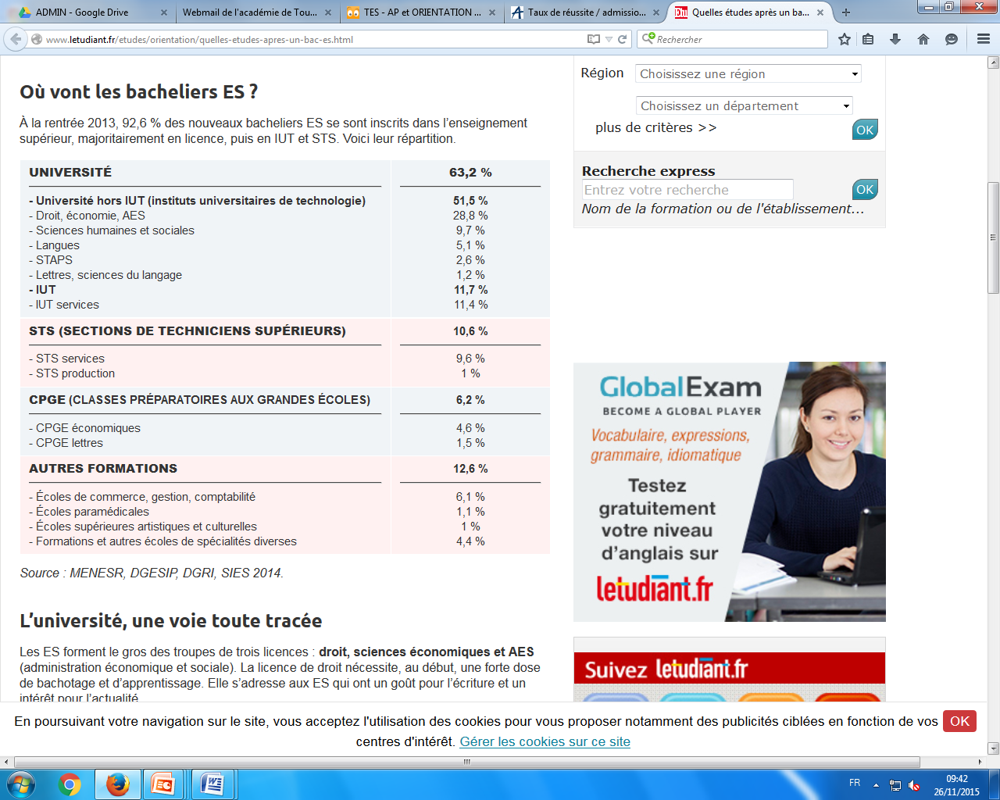 ADMIN - Google Drive
Webmail de l'académie de Tou...
TES - AP et ORIENTATION ...
Taux de réussite / admissio...
Quelles études après un ba...
www.letudiant.fr/etudes/orientation/quelles-etudes-apres-un-bac-es.html
Rechercher
Où vont les bacheliers ES ?
À la rentrée 2013, 92,6 % des nouveaux bacheliers ES se sont inscrits dans l'enseignement
supérieur, majoritairement en licence, puis en IUT et STS. Voici leur répartition.
UNIVERSITÉ 63,2 %
- Université hors IUT (instituts universitaires de technologie) 51,5 %
- Droit, économie, AES 28,8 %
- Sciences humaines et sociales 9,7 %
- Langues 5,1 %
- STAPS 2,6 %
- Lettres, sciences du langage 1,2 %
- IUT 11,7 %
- IUT services 11,4 %
STS (SECTIONS DE TECHNICIENS SUPÉRIEURS) 10,6 %
- STS services 9,6 %
- STS production 1 %
CPGE (CLASSES PRÉPARATOIRES AUX GRANDES ÉCOLES) 6,2 %
- CPGE économiques 4,6 %
- CPGE lettres 1,5 %
AUTRES FORMATIONS 12,6 %
- Écoles de commerce, gestion, comptabilité 6,1 %
- Écoles paramédicales 1,1 %
- Écoles supérieures artistiques et culturelles 1 %
- Formations et autres écoles de spécialités diverses 4,4 %
Source : MENESR, DGESIP, DGRI, SIES 2014.
L'université, une voie toute tracée
Les ES forment le gros des troupes de trois licences : droit, sciences économiques et AES
(administration économique et sociale). La licence de droit nécessite, au début, une forte dose
de bachotage et d'apprentissage. Elle s'adresse aux ES qui ont un goût pour l'écriture et un
intérêt pour l'actualité
Région Choisissez une région
Choisissez un département
plus de critères >> OK
Recherche express
Entrez votre recherche OK
Nom de la formation ou de l'établissement...
GlobalExam
BECOME A GLOBAL PLAYER
Vocabulaire, expressions,
grammaire, idiomatique
Testez
gratuitement
votre niveau
d'anglais sur
letudiant.fr
Suivez letudiant.fr
En poursuivant votre navigation sur le site, vous acceptez l'utilisation des cookies pour vous proposer notamment des publicités ciblées en fonction de vos OK
centres d'intérêt. Gérer les cookies sur ce site
FR
09:42
26/11/2015